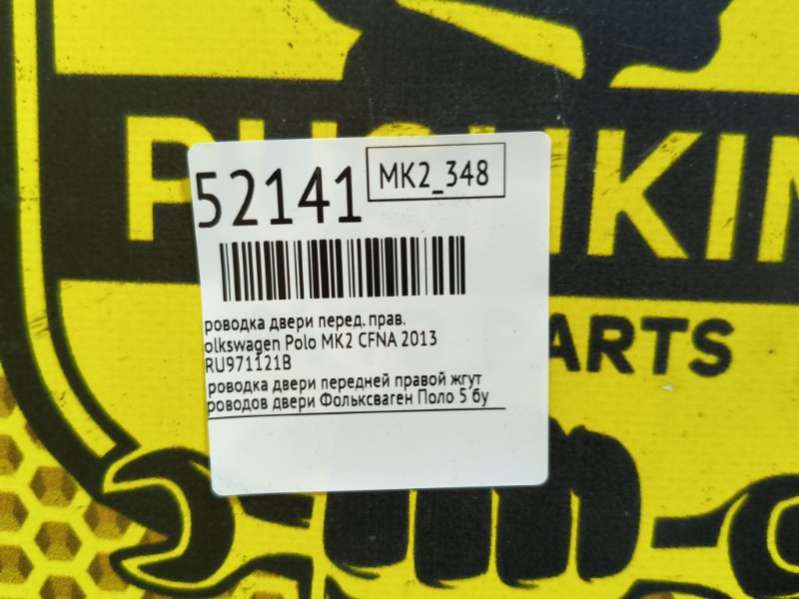 52141
MK2_348
роводка двери перед. прав.
olkswagen Polo MK2 CFNA 2013
RU971121B
роводка двери передней правой жгут
роводов двери Фольксваген Поло 5 бу
ARTS